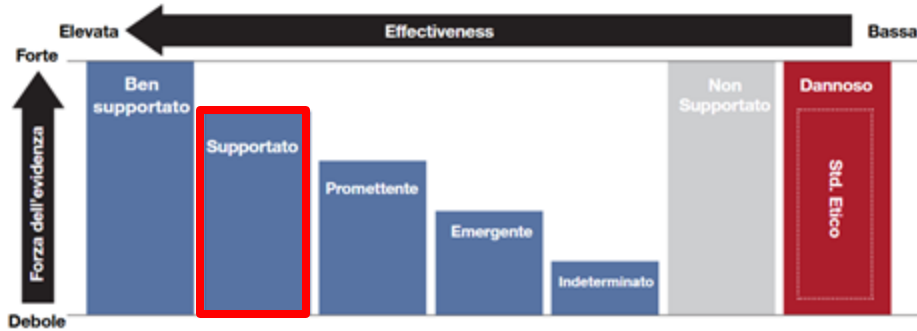 Elevata
Effectiveness
Bassa
Forte
Forza dell'evidenza
Debole
Ben
supportato
Supportato
Promettente
Emergente
Indeterminato
Non
Supportato
Dannoso
Std. Etico